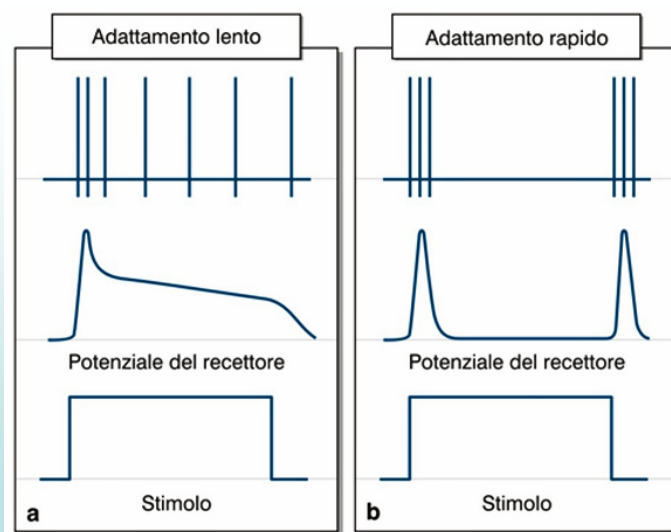 Adattamento lento
Potenziale del recettore
Stimolo
a
Adattamento rapido
Potenziale del recettore
Stimolo
b